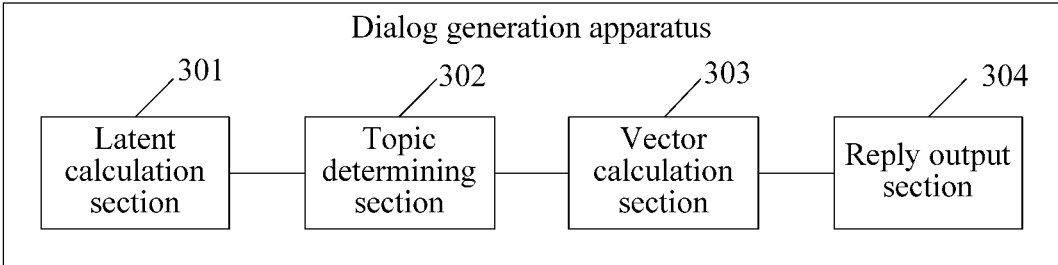 Dialog generation apparatus
301
302
303
304
Latent
calculation
section
Topic
determining
section
Vector
calculation
section
Reply output
section